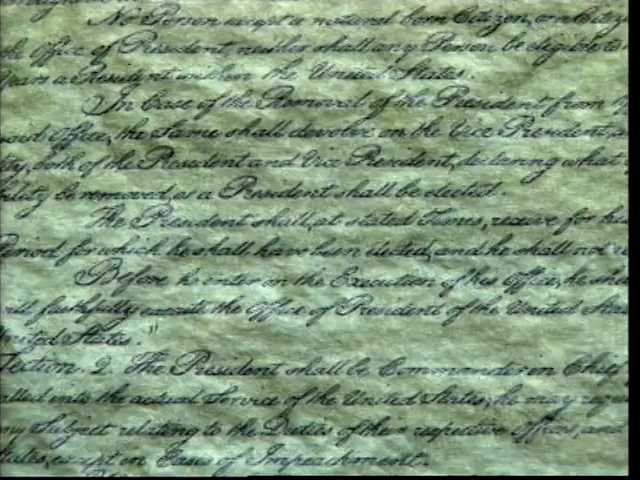 No Person except a natural born Citizen, or a Citiz
the Office of President, neither shall any Person be eligible to
Years a Resident within the United States.
In Case of the Removal of the President from
said Office, the Same shall devolve on the Vice President, a
ity, both of the President and Vice President, declaring what
bility be removed, or a President shall be elected.
The President shall, at stated Times, receive for his
Period for which he shall have been elected, and he shall not
Before he enter on the Execution of his Office, he sha
will faithfully execute the Office of President of the United Stat
United States."
Section. 2. The President shall be Commander in Chief
called into the actual Service of the United States; he may requ
any Subject relating to the Duties of their respective Offices, and
States, except in Cases of Impeachment.